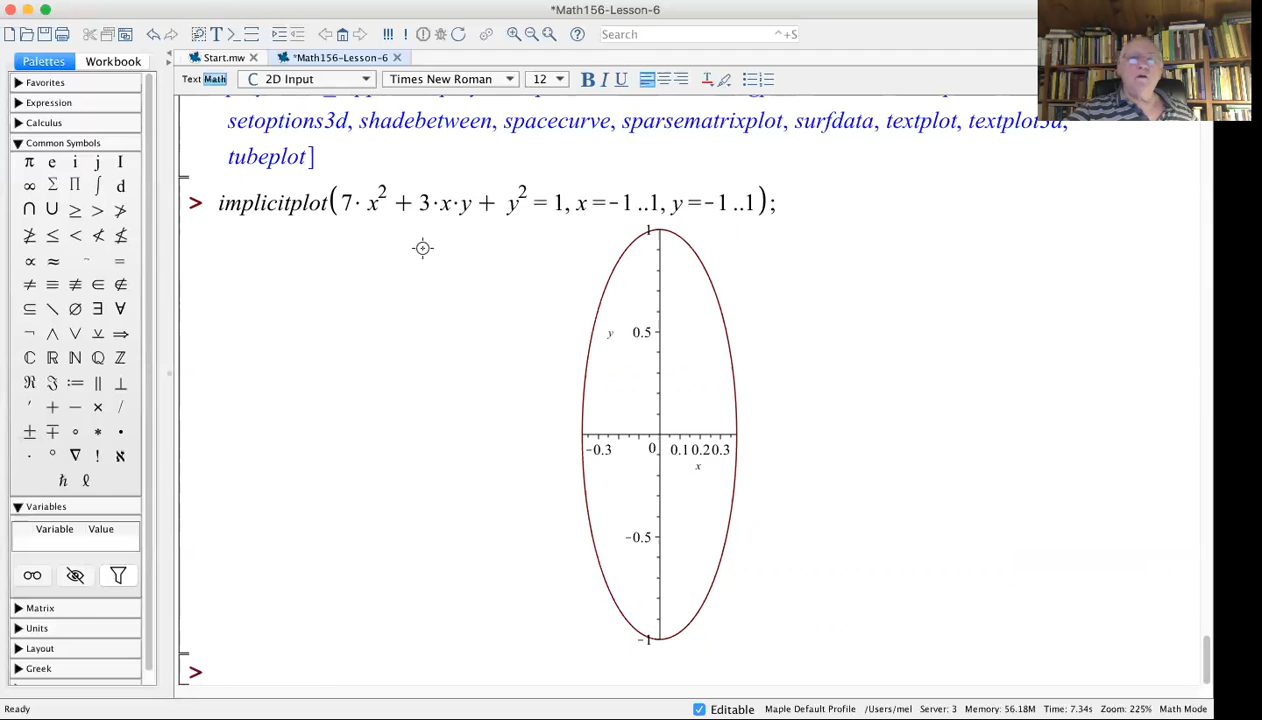 *Math156-Lesson-6
Search
+S
Palettes
Workbook
Start.mw
*Math156-Lesson-6
Text Math
C 2D Input
Times New Roman
12
B I U
Favorites
Expression
Calculus
Common Symbols
π e i j I
∞ ∑ ∏ ∫ d
∩ ∪ ≥ > ≯
≱ ≤ < ≮ ≰
∝ ≈ ~ =
≠ ≡ ≢ ∈ ∉
⊆ \ ∅ ∃ ∀
¬ ∧ ∨ ⊻ ⇒
ℂ ℝ ℕ ℚ ℤ
ℜ ℑ := ∥ ⊥
′ + − × /
± ∓ ∘ * •
· ° ∇ ! ℵ
ℏ ℓ
Variables
Variable Value
Matrix
Units
Layout
Greek
setoptions3d, shadebetween, spacecurve, sparsematrixplot, surfdata, textplot, textplot3d,
tubeplot]
> implicitplot(7· x² + 3·x·y + y² = 1, x =−1 ..1, y =−1 ..1);
1
y
0.5
−0.3 0 0.1 0.2 0.3
x
−0.5
−1
>
Ready
Editable
Maple Default Profile
/Users/mel
Server: 3
Memory: 56.18M
Time: 7.34s
Zoom: 225%
Math Mode